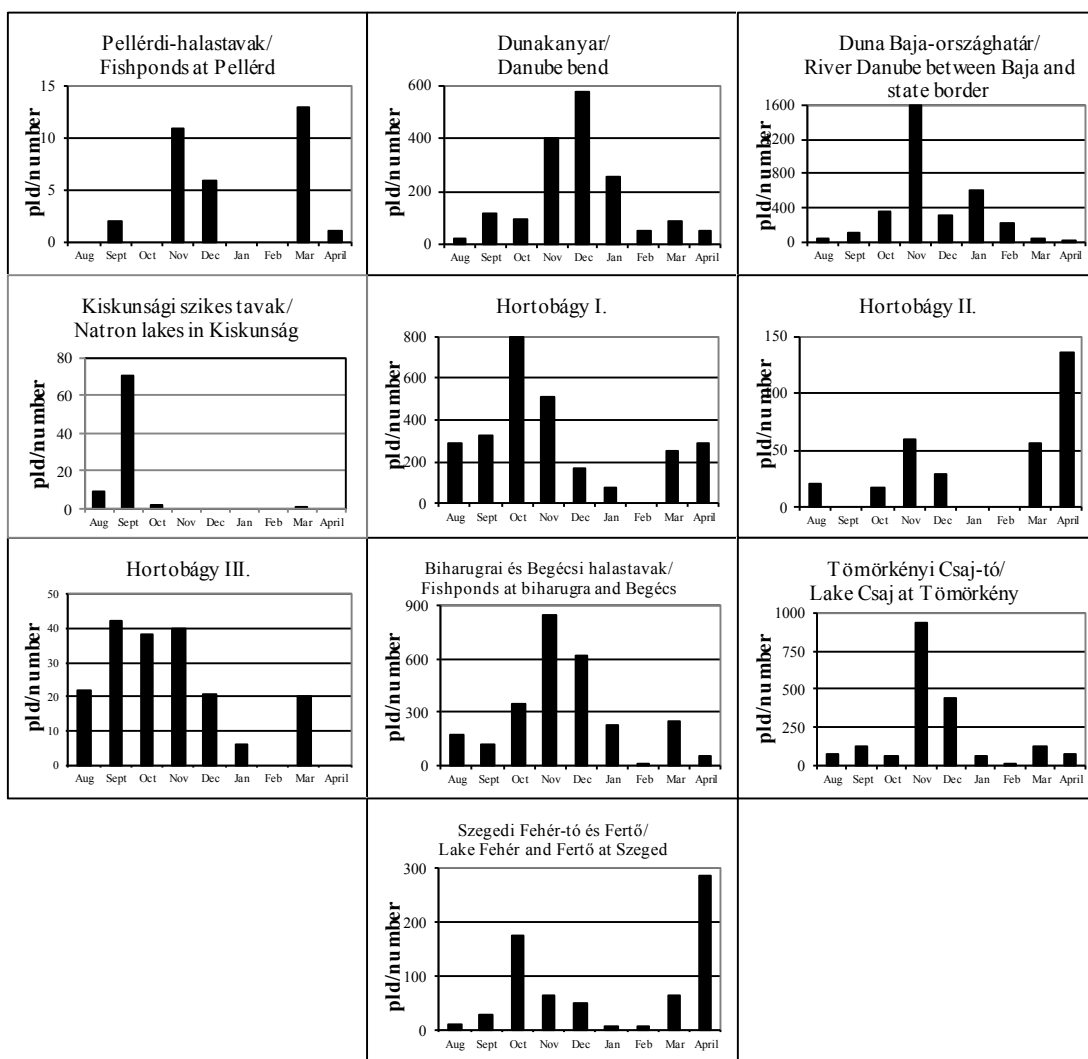 Pellérdi-halastavak/
Fishponds at Pellérd
pld/number
15
10
5
0
Aug Sept Oct Nov Dec Jan Feb Mar April
Dunakanyar/
Danube bend
pld/number
600
400
200
0
Aug Sept Oct Nov Dec Jan Feb Mar April
Duna Baja-országhatár/
River Danube between Baja and
state border
pld/number
1600
1200
800
400
0
Aug Sept Oct Nov Dec Jan Feb Mar April
Kiskunsági szikes tavak/
Natron lakes in Kiskunság
pld/number
80
60
40
20
0
Aug Sept Oct Nov Dec Jan Feb Mar April
Hortobágy I.
pld/number
800
600
400
200
0
Aug Sept Oct Nov Dec Jan Feb Mar April
Hortobágy II.
pld/number
150
100
50
0
Aug Sept Oct Nov Dec Jan Feb Mar April
Hortobágy III.
pld/number
50
40
30
20
10
0
Aug Sept Oct Nov Dec Jan Feb Mar April
Biharugrai és Begécsi halastavak/
Fishponds at biharugra and Begécs
pld/number
900
600
300
0
Aug Sept Oct Nov Dec Jan Feb Mar April
Tömörkényi Csaj-tó/
Lake Csaj at Tömörkény
pld/number
1000
750
500
250
0
Aug Sept Oct Nov Dec Jan Feb Mar April
Szegedi Fehér-tó és Fertő/
Lake Fehér and Fertő at Szeged
pld/number
300
200
100
0
Aug Sept Oct Nov Dec Jan Feb Mar April